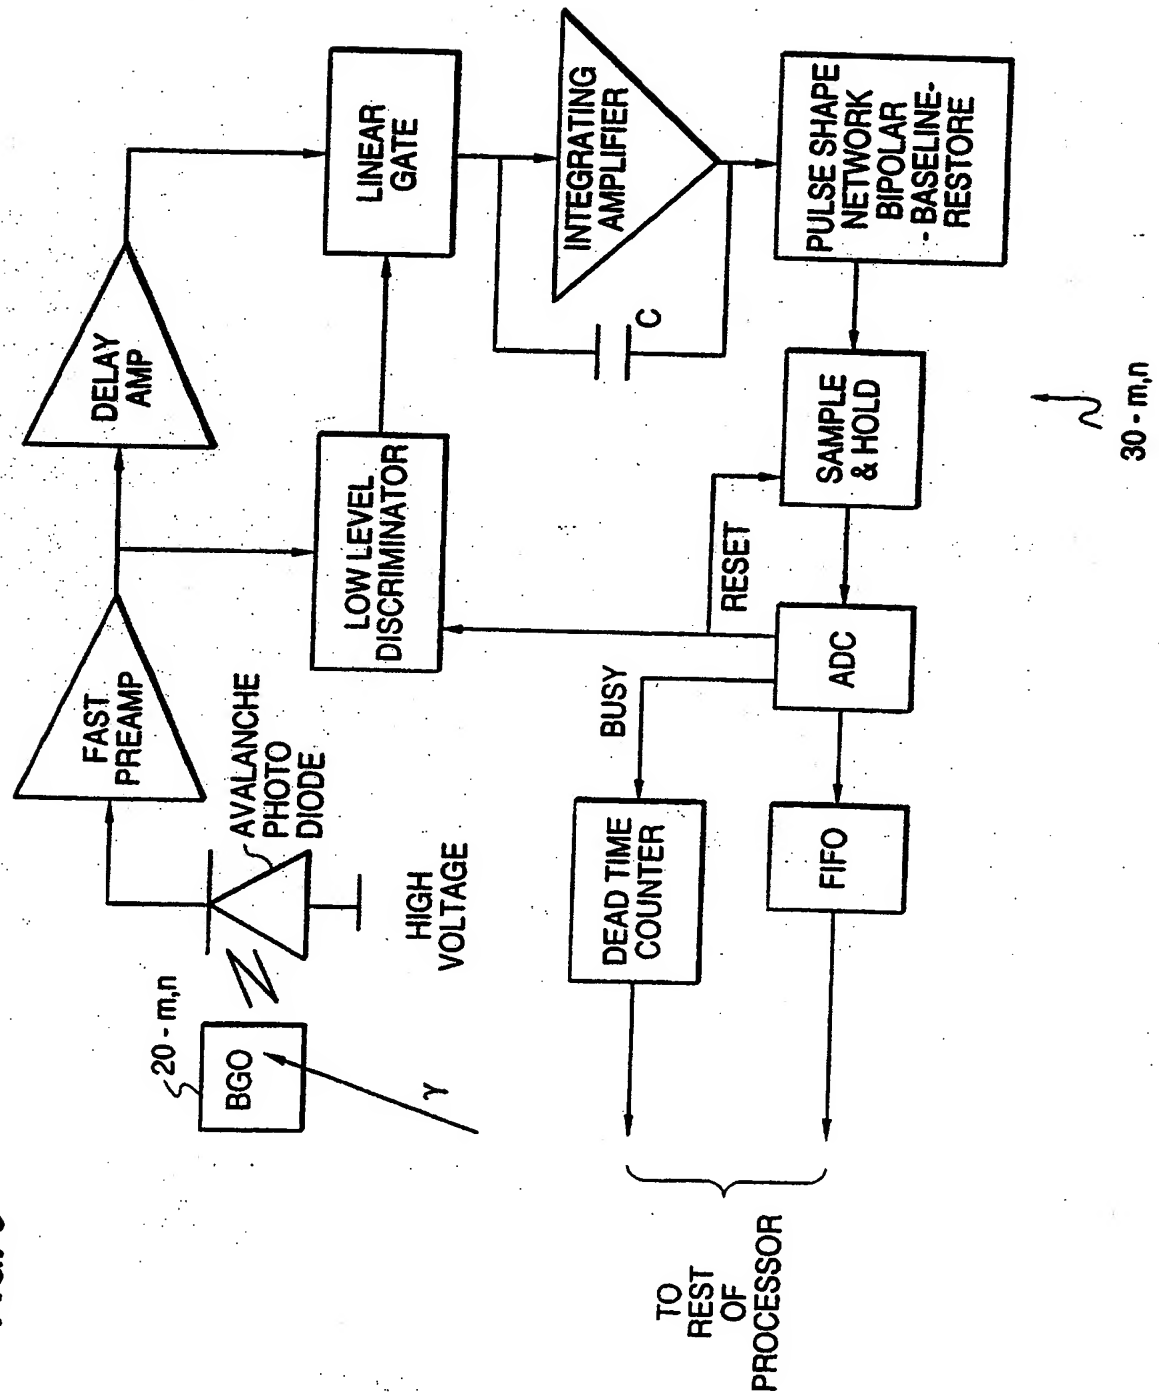 FAST
PREAMP
DELAY
AMP
LINEAR
GATE
LOW LEVEL
DISCRIMINATOR
INTEGRATING
AMPLIFIER
C
PULSE SHAPE
NETWORK
BIPOLAR
- BASELINE-
RESTORE
20 - m,n
BGO
γ
AVALANCHE
PHOTO
DIODE
HIGH
VOLTAGE
BUSY
RESET
SAMPLE
& HOLD
ADC
DEAD TIME
COUNTER
FIFO
TO
REST
OF
PROCESSOR
30 - m,n